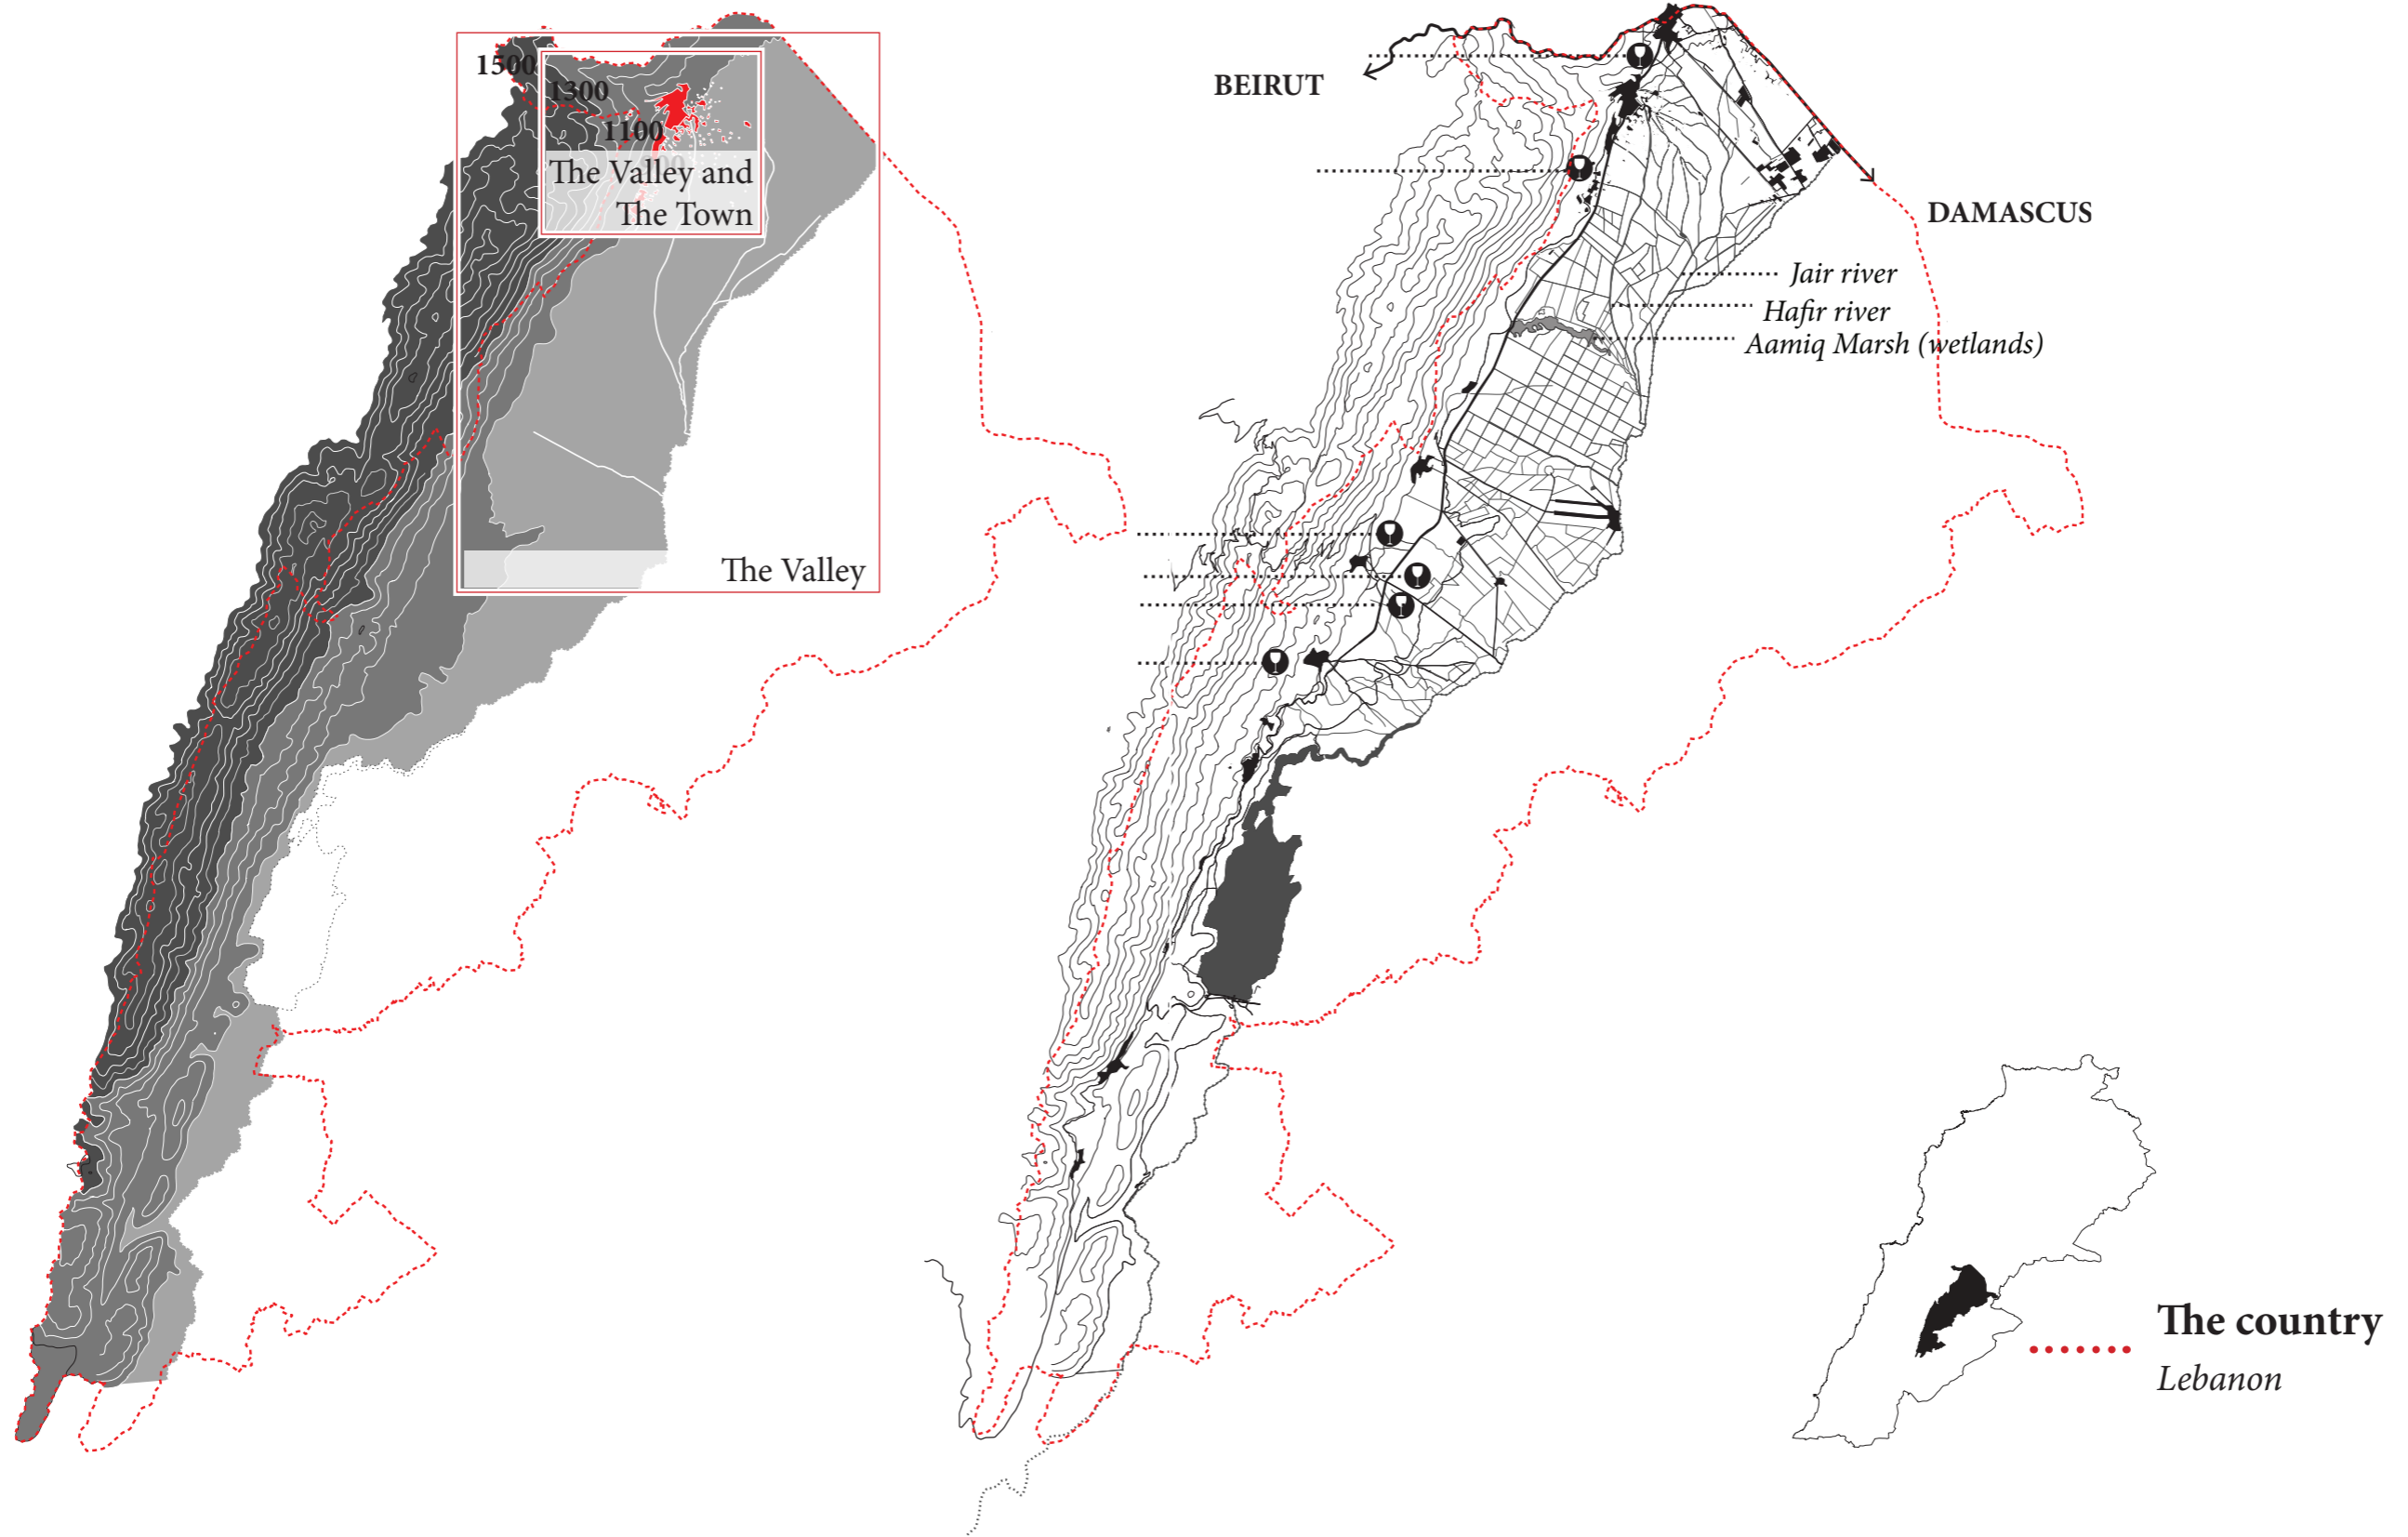 1500
1300
1100
900
The Valley and
The Town
The Valley
BEIRUT
DAMASCUS
Jair river
Hafir river
Aamiq Marsh (wetlands)
The country
Lebanon